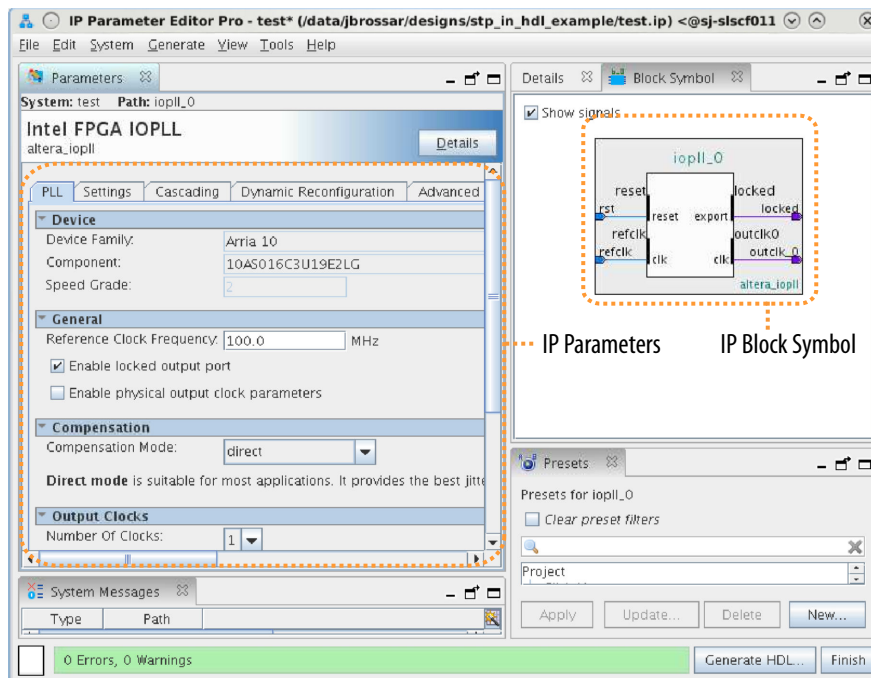 IP Parameter Editor Pro - test* (/data/jbrossar/designs/stp_in_hdl_example/test.ip) <@sj-slscf011
File Edit System Generate View Tools Help
Parameters
System: test Path: iopll_0
Intel FPGA IOPLL
altera_iopll
Details
PLL Settings Cascading Dynamic Reconfiguration Advanced
Device
Device Family: Arria 10
Component: 10AS016C3U19E2LG
Speed Grade: 2
General
Reference Clock Frequency: 100.0 MHz
Enable locked output port
Enable physical output clock parameters
Compensation
Compensation Mode: direct
Direct mode is suitable for most applications. It provides the best jitte
Output Clocks
Number Of Clocks: 1
System Messages
Type Path
0 Errors, 0 Warnings
Details Block Symbol
Show signals
iopll_0
reset locked
rst reset export locked
refclk outclk0
refclk clk clk outclk_0
altera_iopll
IP Parameters IP Block Symbol
Presets
Presets for iopll_0
Clear preset filters
Project
Apply Update... Delete New...
Generate HDL... Finish